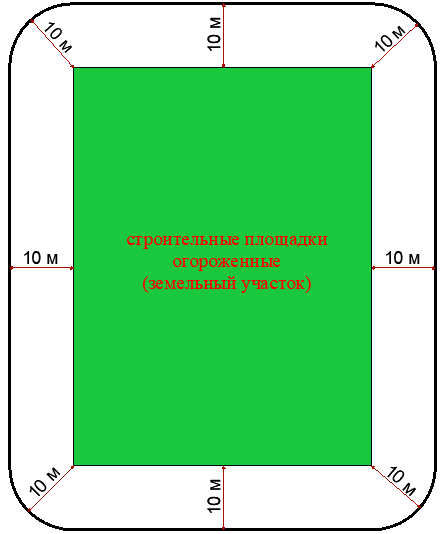 10 м
10 м
10 м
строительные площадки
огороженные
(земельный участок)
10 м
10 м
10 м
10 м
10 м